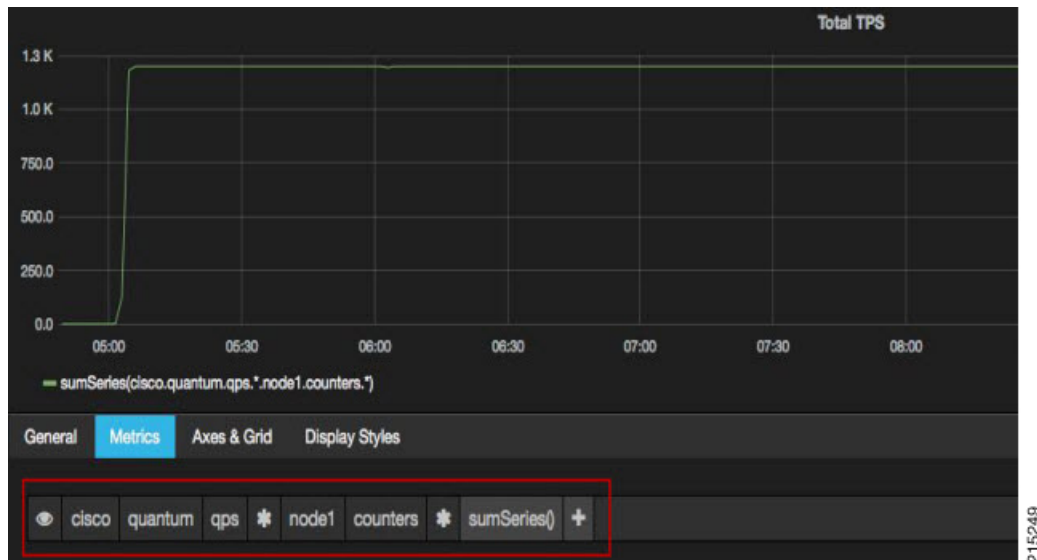 Total TPS
1.3 K
1.0 K
750.0
500.0
250.0
0.0
05:00 05:30 06:00 06:30 07:00 07:30 08:00
sumSeries(cisco.quantum.qps.*.node1.counters.*)
General Metrics Axes & Grid Display Styles
cisco quantum qps * node1 counters * sumSeries() +
215249